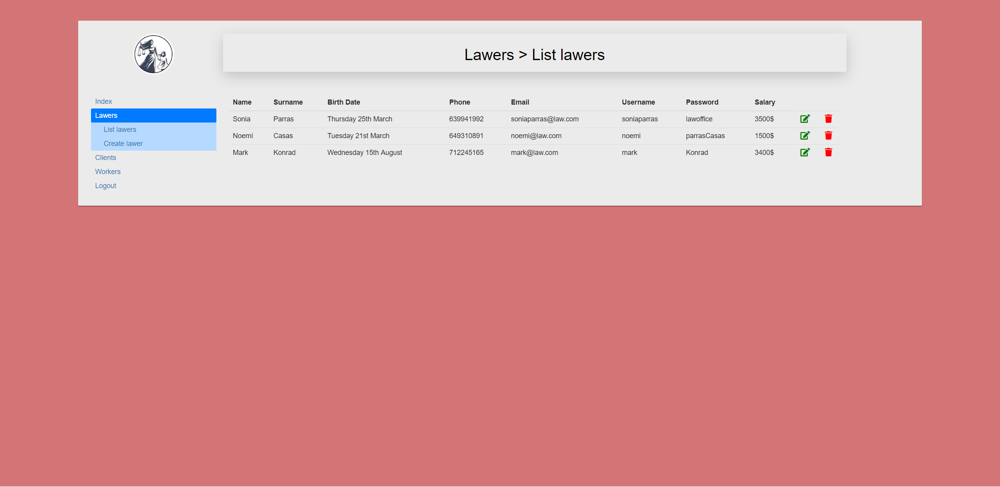 Lawers > List lawers
Index
Lawers
List lawers
Create lawer
Clients
Workers
Logout
Name Surname Birth Date Phone Email Username Password Salary
Sonia Parras Thursday 25th March 639941992 soniaparras@law.com soniaparras lawoffice 3500$
Noemí Casas Tuesday 21st March 649310891 noemi@law.com noemi parrasCasas 1500$
Mark Konrad Wednesday 15th August 712245165 mark@law.com mark Konrad 3400$